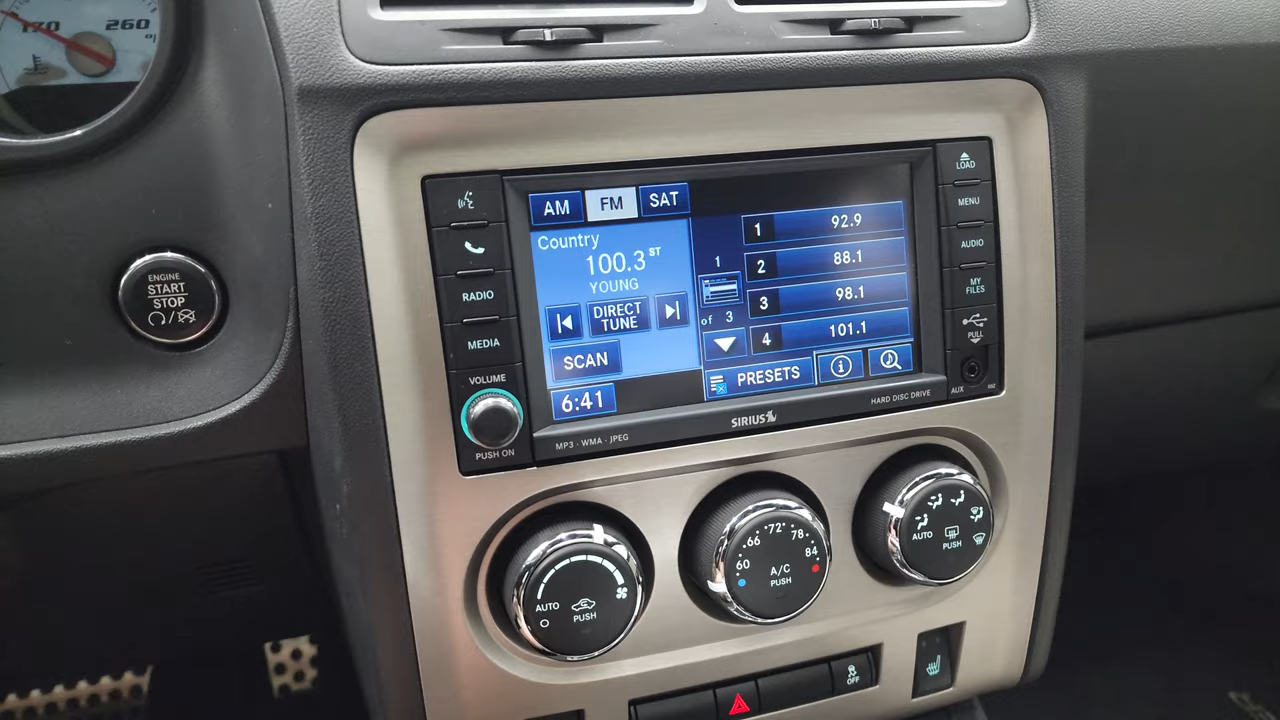 170 260
°F
ENGINE
START
STOP
LOAD
MENU
AUDIO
MY
FILES
PULL
AUX
RADIO
MEDIA
VOLUME
PUSH ON
AM FM SAT
Country
100.3 ST
YOUNG
DIRECT
TUNE
SCAN
6:41
1
of 3
1 92.9
2 88.1
3 98.1
4 101.1
PRESETS
i
SIRIUS
MP3 · WMA · JPEG
HARD DISC DRIVE
AUTO
O
PUSH
60 66 72° 78 84
A/C
PUSH
AUTO
PUSH
OFF